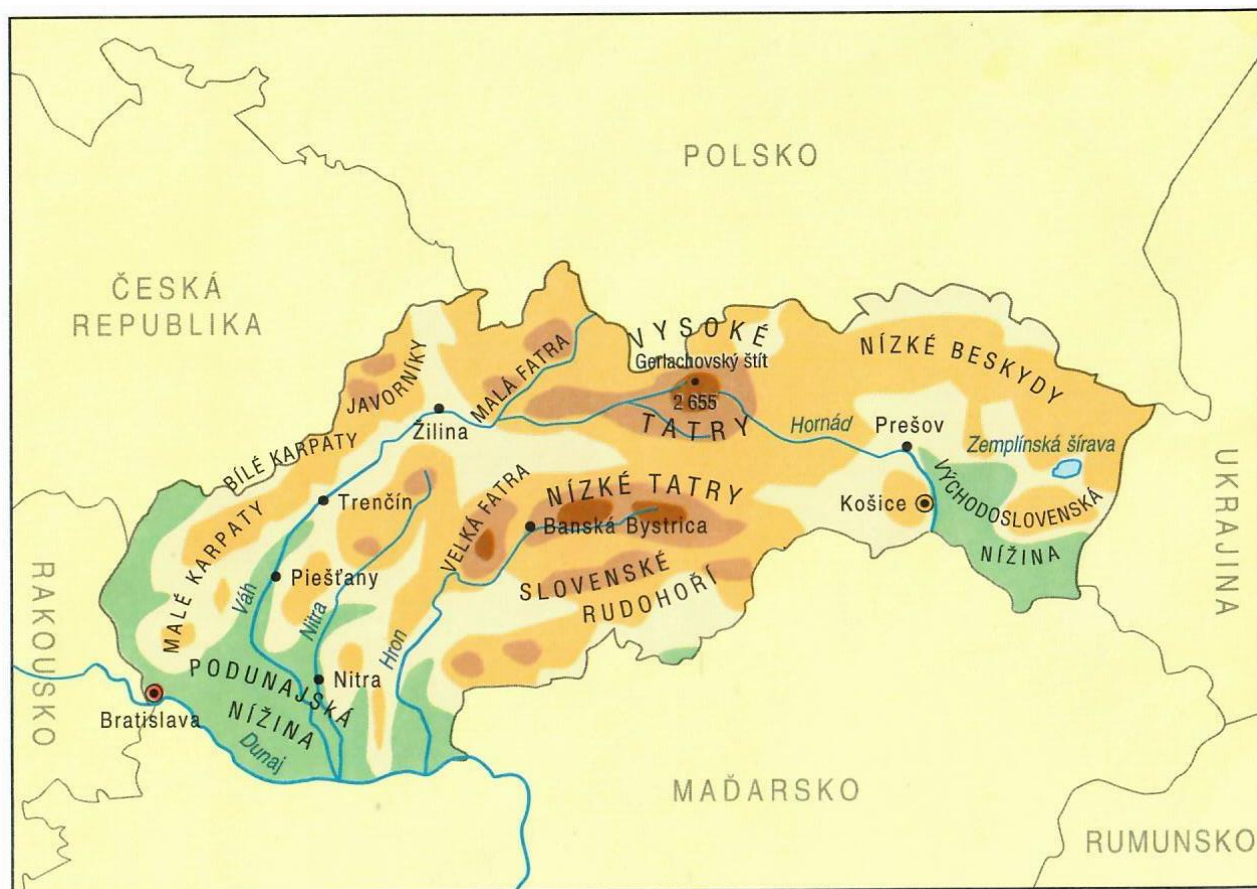 POLSKO
ČESKÁ
REPUBLIKA
VYSOKÉ
Gerlachovský štít
2 655
TATRY
NÍZKÉ BESKYDY
JAVORNÍKY
MALÁ FATRA
Žilina
Hornád
Prešov
Zemplínská šírava
BÍLÉ KARPATY
Trenčín
VELKÁ FATRA
NÍZKÉ TATRY
Banská Bystrica
Košice
VÝCHODOSLOVENSKÁ
NÍŽINA
UKRAJINA
MALÉ KARPATY
Piešťany
Váh
Nitra
SLOVENSKÉ
RUDOHOŘÍ
Hron
RAKOUSKO
PODUNAJSKÁ
NÍŽINA
Nitra
Bratislava
Dunaj
MAĎARSKO
RUMUNSKO